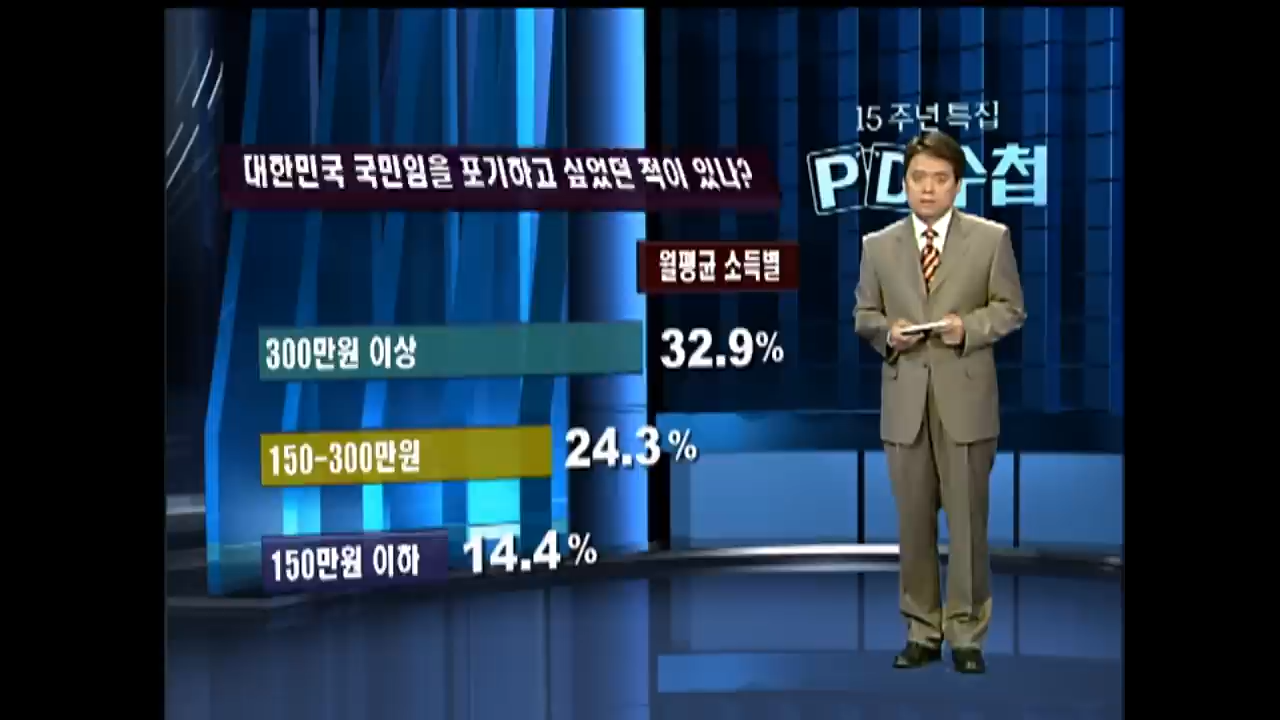 15주년 특집
PD수첩
대한민국 국민임을 포기하고 싶었던 적이 있나?
월평균 소득별
300만원 이상 32.9%
150-300만원 24.3%
150만원 이하 14.4%